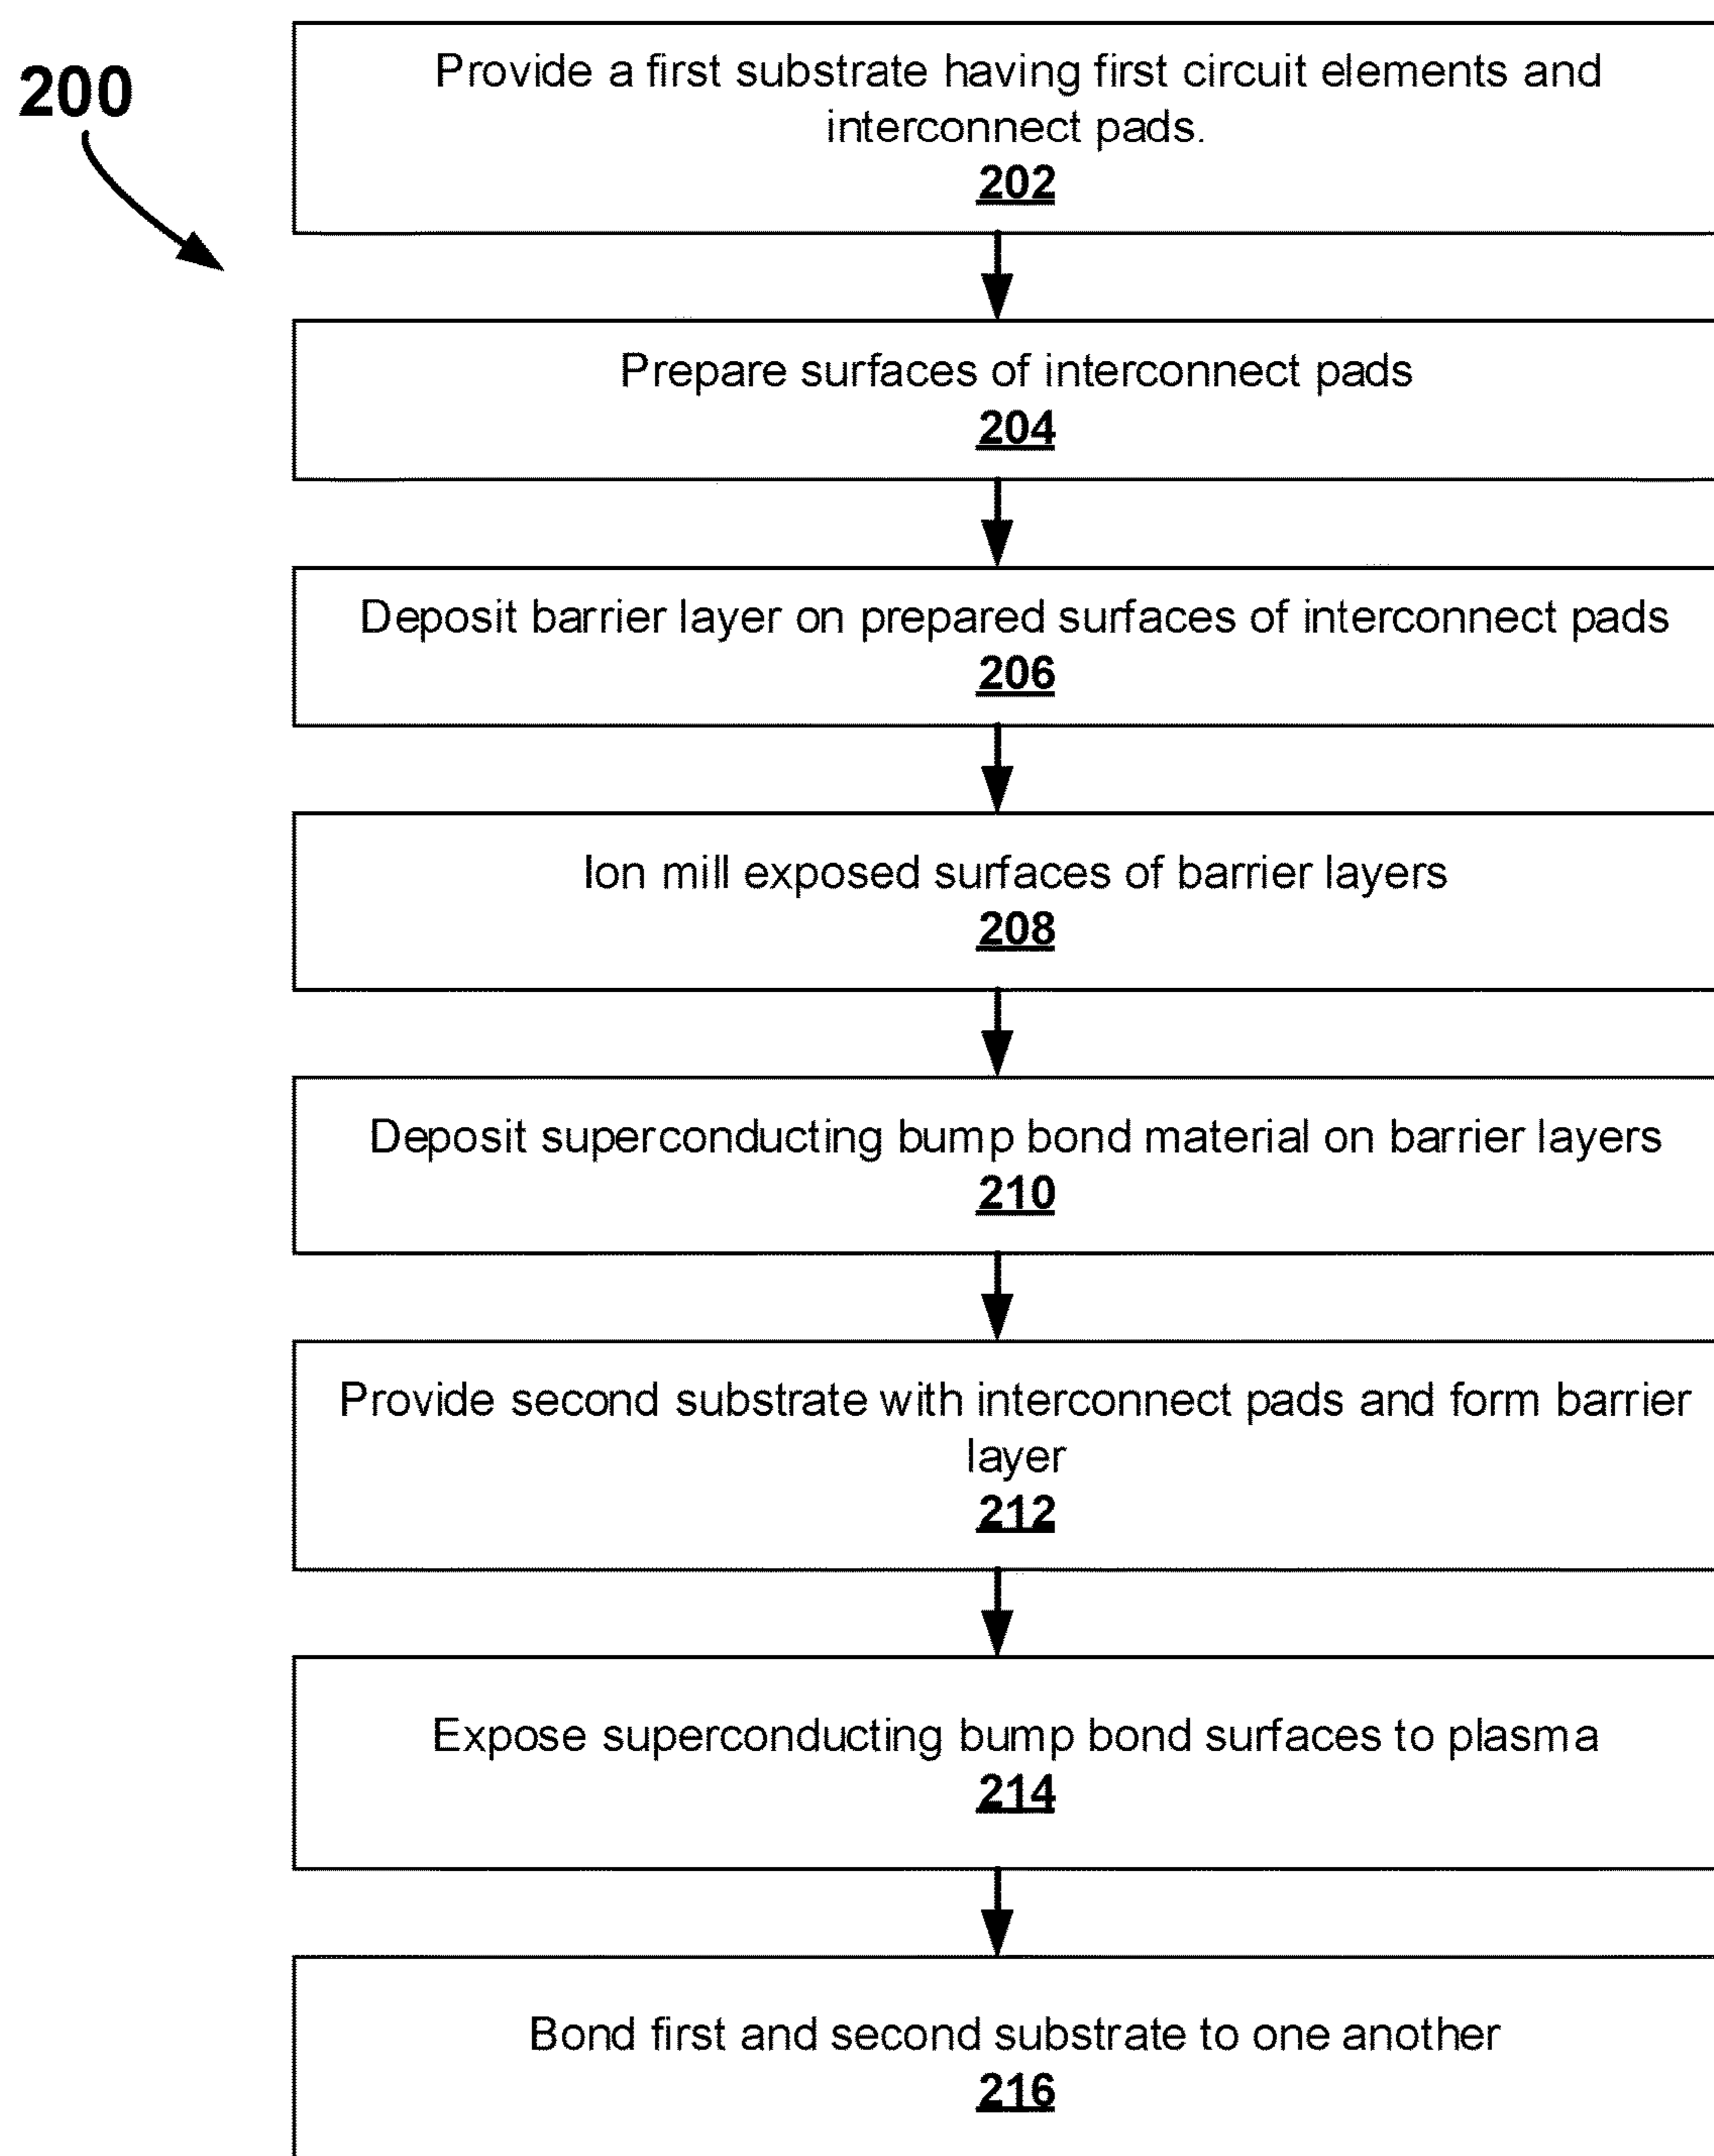 200
Provide a first substrate having first circuit elements and
interconnect pads.
202
Prepare surfaces of interconnect pads
204
Deposit barrier layer on prepared surfaces of interconnect pads
206
Ion mill exposed surfaces of barrier layers
208
Deposit superconducting bump bond material on barrier layers
210
Provide second substrate with interconnect pads and form barrier
layer
212
Expose superconducting bump bond surfaces to plasma
214
Bond first and second substrate to one another
216